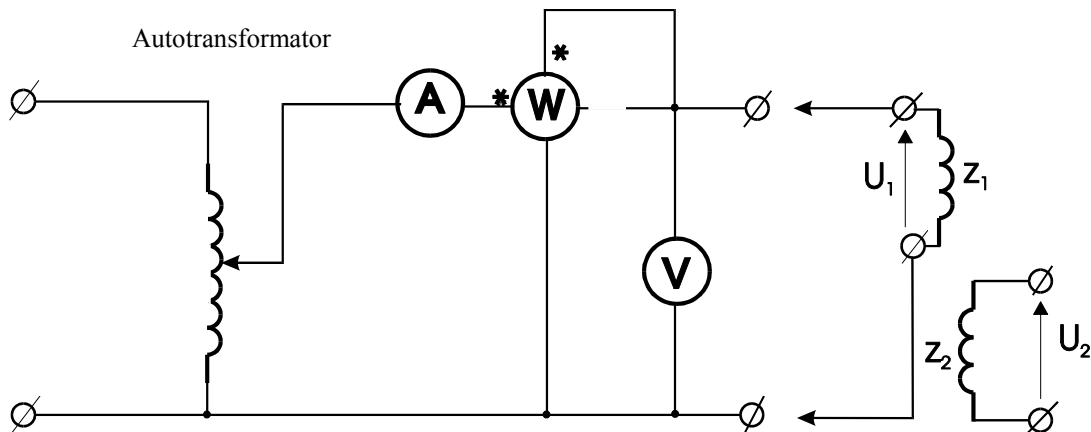 Autotransformator
*
A
*
W
V
U₁
z₁
z₂
U₂